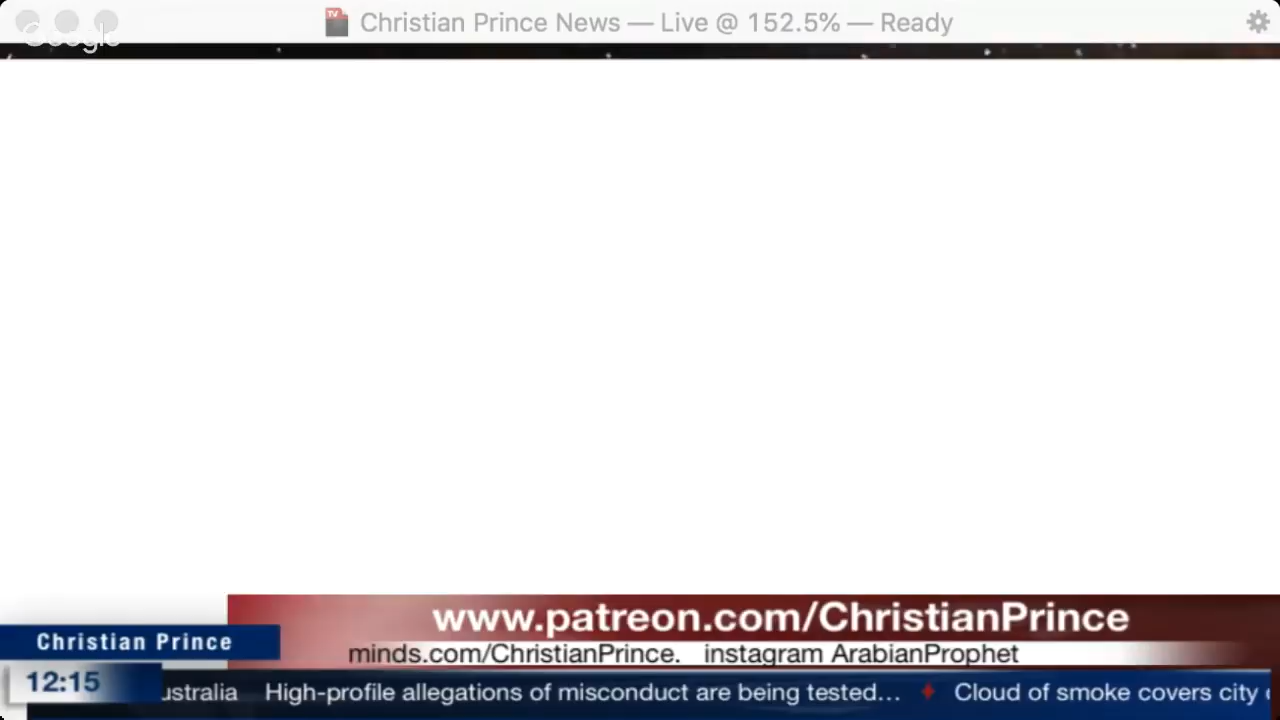 Christian Prince News — Live @ 152.5% — Ready
Google
www.patreon.com/ChristianPrince
Christian Prince
minds.com/ChristianPrince. instagram ArabianProphet
12:15
ustralia High-profile allegations of misconduct are being tested... ♦ Cloud of smoke covers city